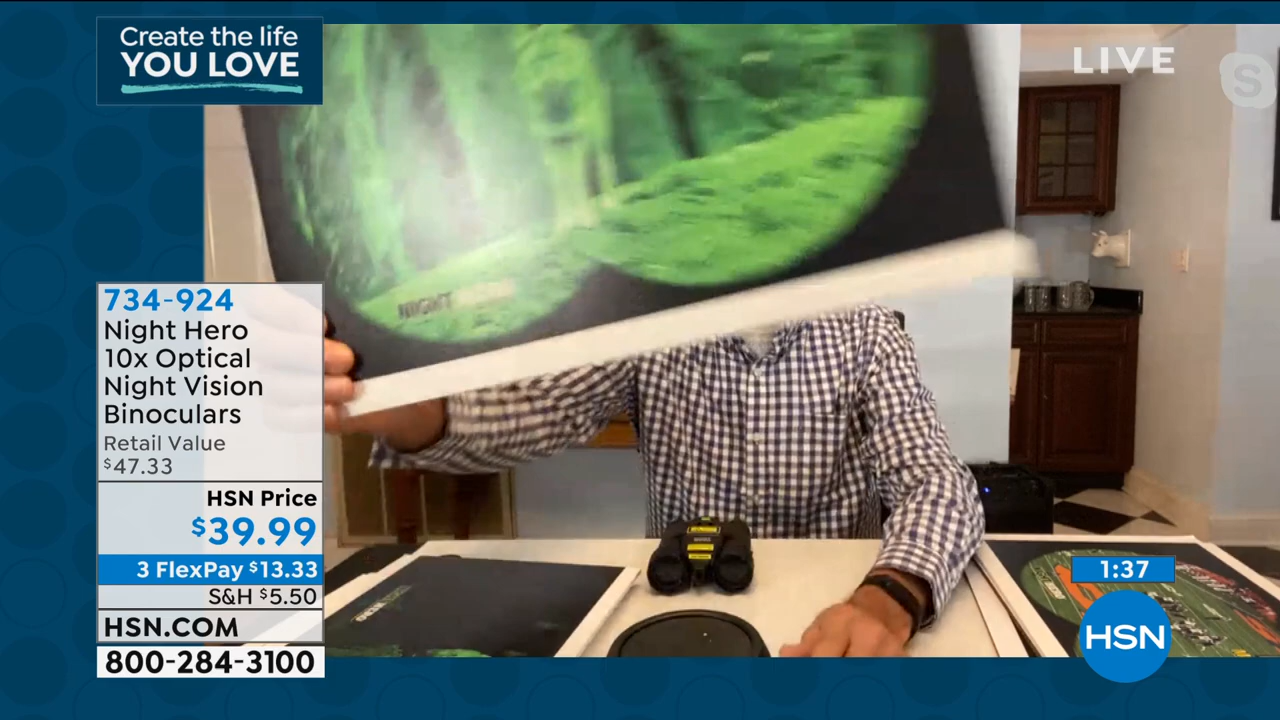 Create the life
YOU LOVE
LIVE
S
734-924
Night Hero
10x Optical
Night Vision
Binoculars
Retail Value
$47.33
HSN Price
$39.99
3 FlexPay $13.33
S&H $5.50
HSN.COM
800-284-3100
NIGHT
1:37
HSN